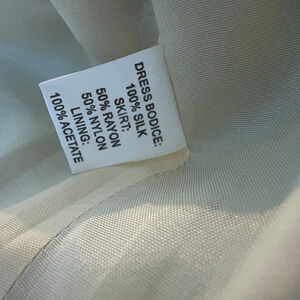 DRESS BODICE:
100% SILK
SKIRT:
50% RAYON
50% NYLON
LINING:
100% ACETATE